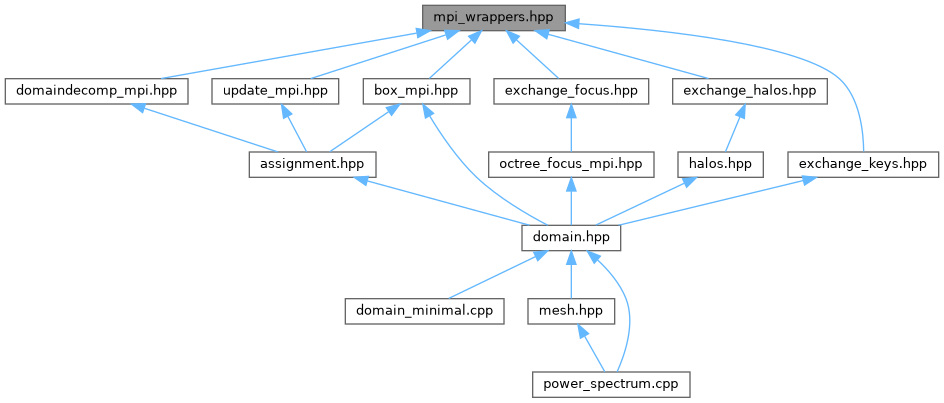 mpi_wrappers.hpp
domaindecomp_mpi.hpp
update_mpi.hpp
box_mpi.hpp
exchange_focus.hpp
exchange_halos.hpp
assignment.hpp
octree_focus_mpi.hpp
halos.hpp
exchange_keys.hpp
domain.hpp
domain_minimal.cpp
mesh.hpp
power_spectrum.cpp